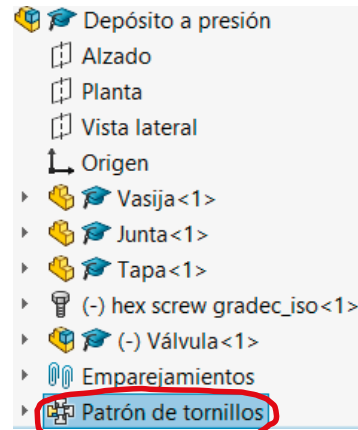 Depósito a presión
Alzado
Planta
Vista lateral
Origen
Vasija<1>
Junta<1>
Tapa<1>
(-) hex screw gradec_iso<1>
(-) Válvula<1>
Emparejamientos
Patrón de tornillos